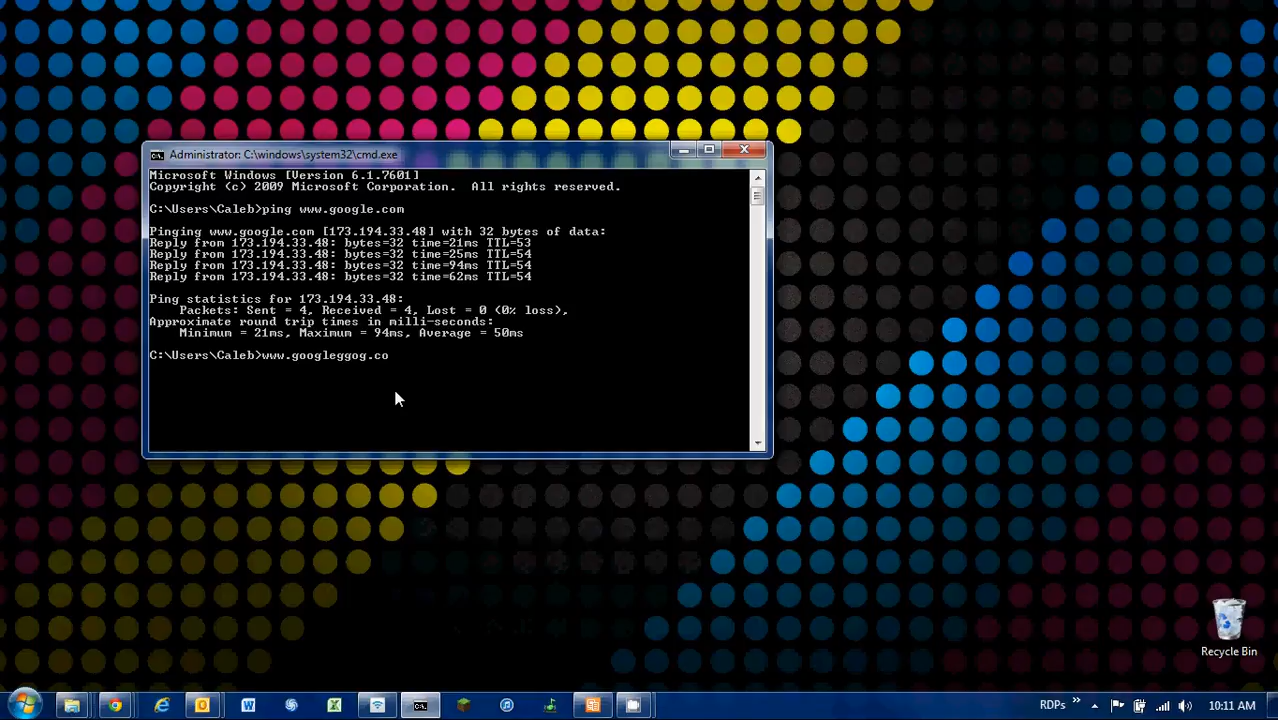 Administrator: C:\windows\system32\cmd.exe
Microsoft Windows [Version 6.1.7601]
Copyright (c) 2009 Microsoft Corporation.  All rights reserved.
C:\Users\Caleb>ping www.google.com
Pinging www.google.com [173.194.33.48] with 32 bytes of data:
Reply from 173.194.33.48: bytes=32 time=21ms TTL=53
Reply from 173.194.33.48: bytes=32 time=25ms TTL=54
Reply from 173.194.33.48: bytes=32 time=94ms TTL=54
Reply from 173.194.33.48: bytes=32 time=62ms TTL=54
Ping statistics for 173.194.33.48:
Packets: Sent = 4, Received = 4, Lost = 0 (0% loss),
Approximate round trip times in milli-seconds:
Minimum = 21ms, Maximum = 94ms, Average = 50ms
C:\Users\Caleb>www.googleggog.co
Recycle Bin
RDPs
10:11 AM